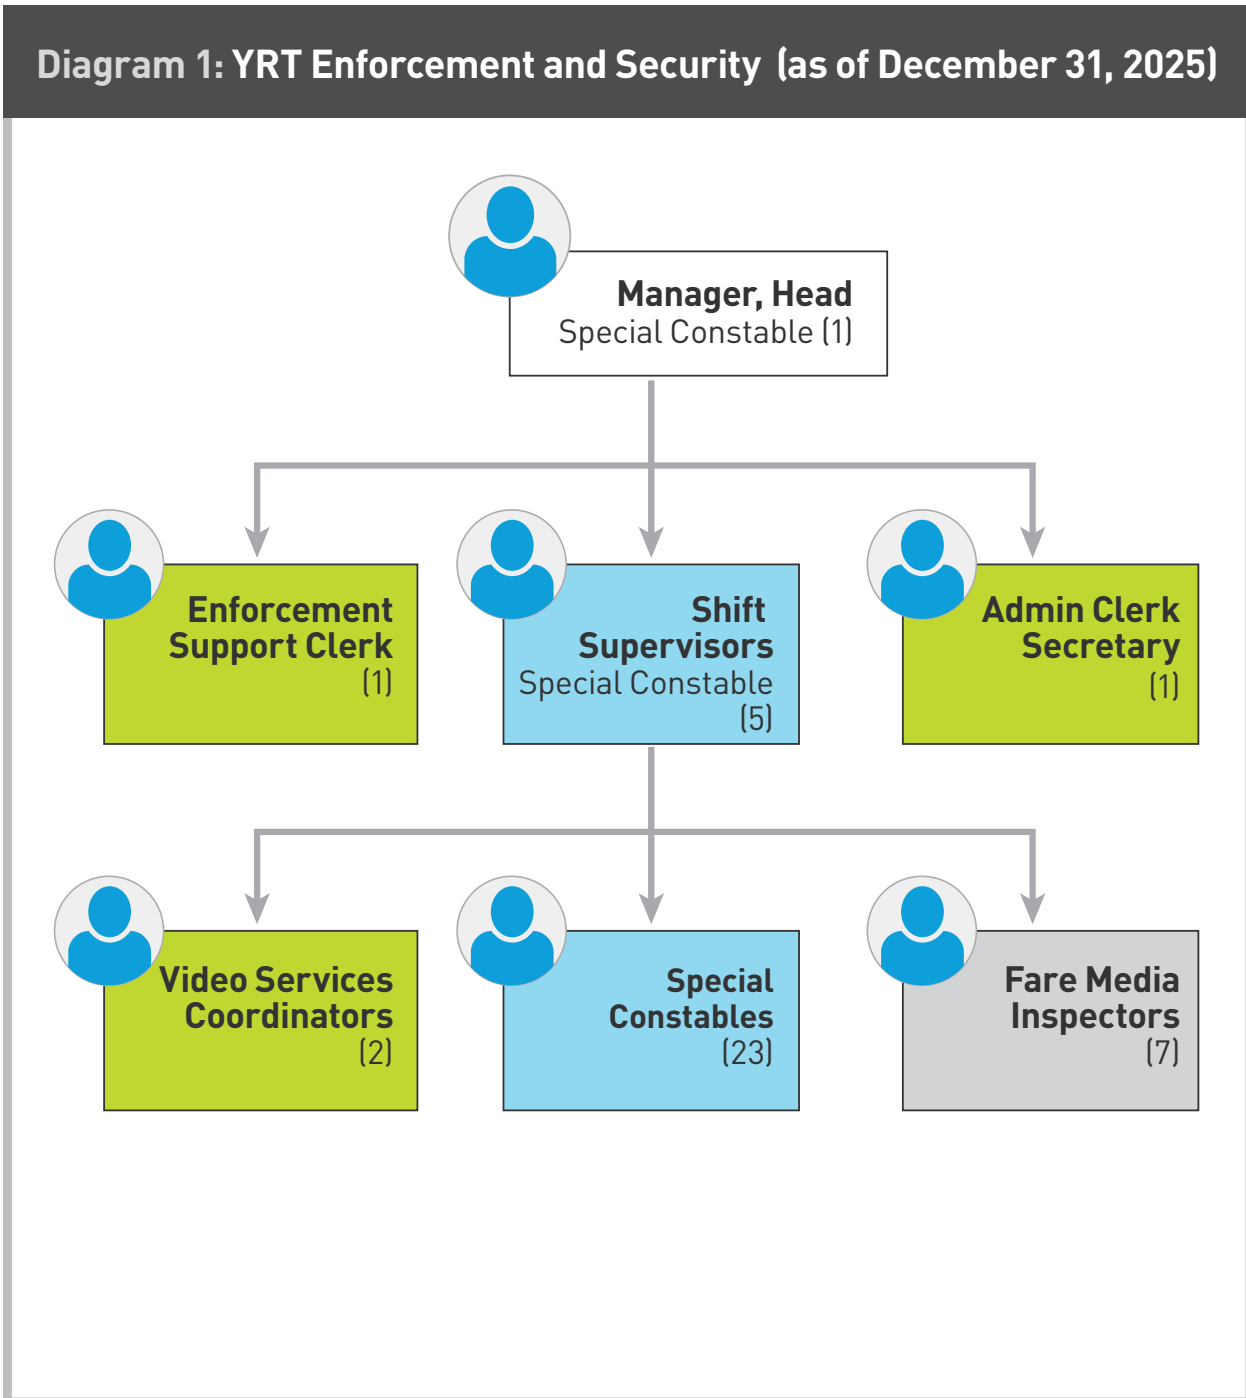 Diagram 1: YRT Enforcement and Security (as of December 31, 2025)
Manager, Head
Special Constable (1)
Enforcement
Support Clerk
(1)
Shift
Supervisors
Special Constable
(5)
Admin Clerk
Secretary
(1)
Video Services
Coordinators
(2)
Special
Constables
(23)
Fare Media
Inspectors
(7)